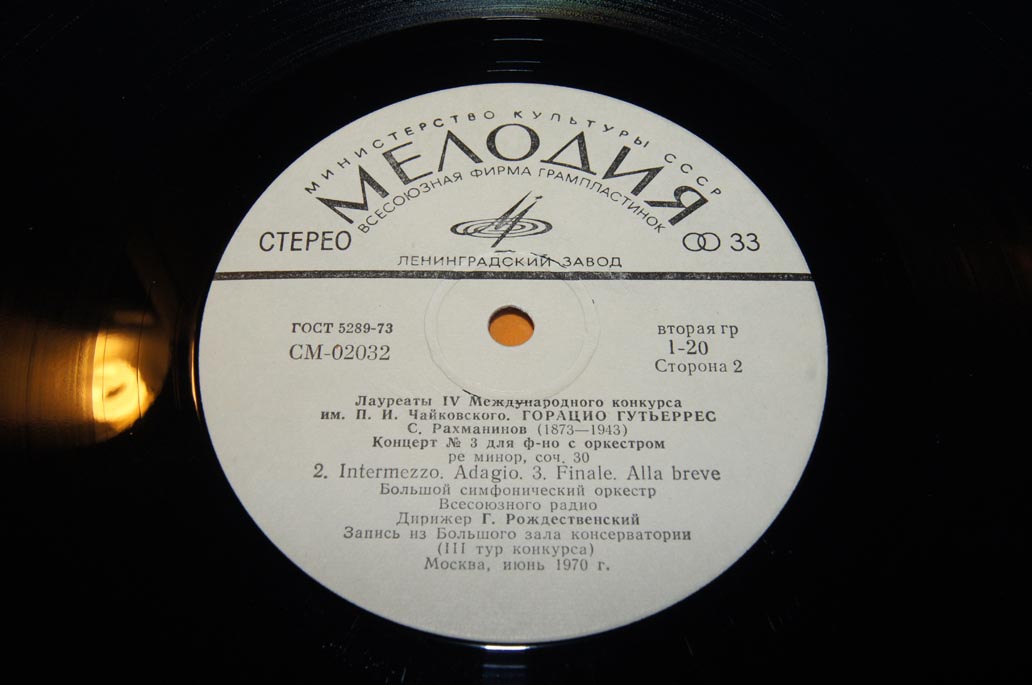 МИНИСТЕРСТВО КУЛЬТУРЫ СССР
МЕЛОДИЯ
ВСЕСОЮЗНАЯ ФИРМА ГРАМПЛАСТИНОК
СТЕРЕО
33
ЛЕНИНГРАДСКИЙ ЗАВОД
ГОСТ 5289-73
СМ-02032
вторая гр
1-20
Сторона 2
Лауреаты IV Международного конкурса
им. П. И. Чайковского. ГОРАЦИО ГУТЬЕРРЕС
С. Рахманинов (1873—1943)
Концерт № 3 для ф-но с оркестром
ре минор, соч. 30
2. Intermezzo. Adagio. 3. Finale. Alla breve
Большой симфонический оркестр
Всесоюзного радио
Дирижер Г. Рождественский
Запись из Большого зала консерватории
(III тур конкурса)
Москва, июнь 1970 г.